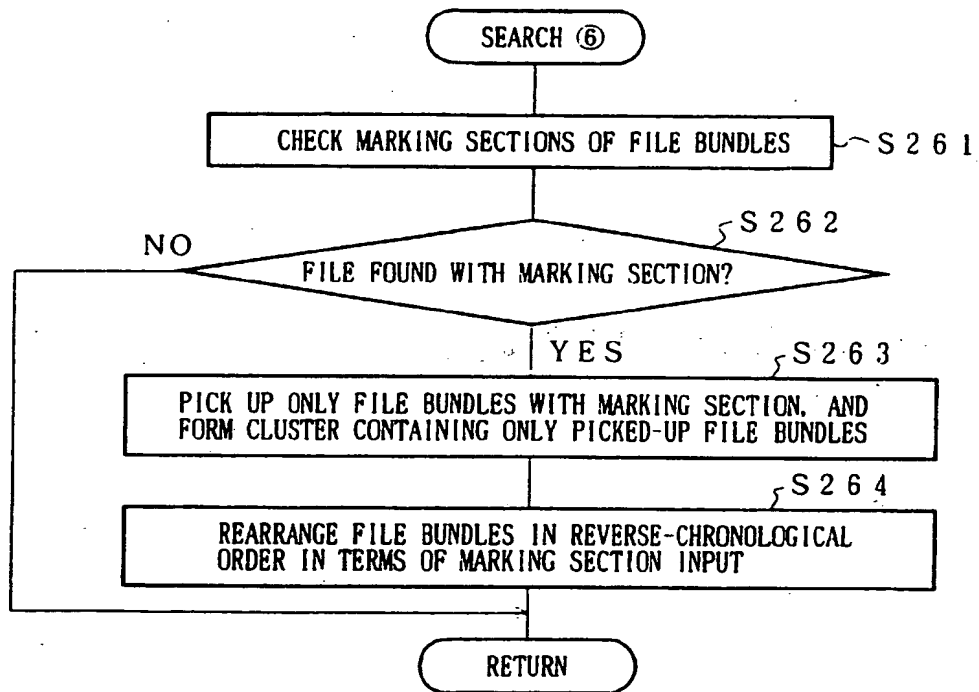 SEARCH ⑥
CHECK MARKING SECTIONS OF FILE BUNDLES
S261
S262
NO
FILE FOUND WITH MARKING SECTION?
YES
S263
PICK UP ONLY FILE BUNDLES WITH MARKING SECTION, AND
FORM CLUSTER CONTAINING ONLY PICKED-UP FILE BUNDLES
S264
REARRANGE FILE BUNDLES IN REVERSE-CHRONOLOGICAL
ORDER IN TERMS OF MARKING SECTION INPUT
RETURN